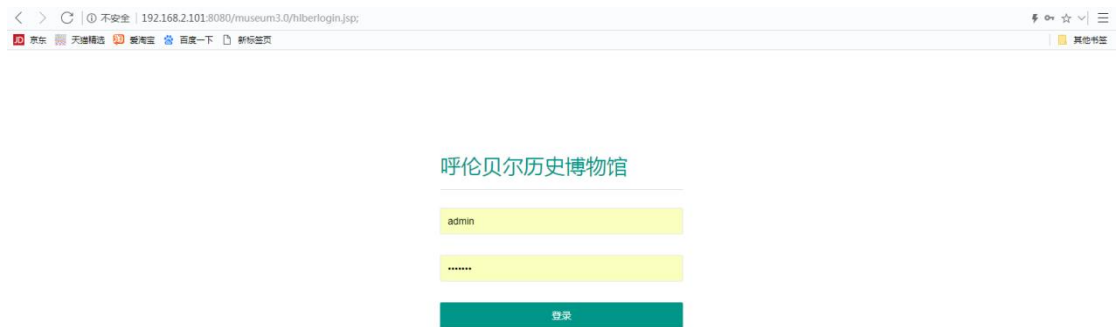 不安全 | 192.168.2.101:8080/museum3.0/hlberlogin.jsp;
JD 京东 天猫精选 爱淘宝 百度一下 新标签页 其他书签
呼伦贝尔历史博物馆
admin
•••••••
登录